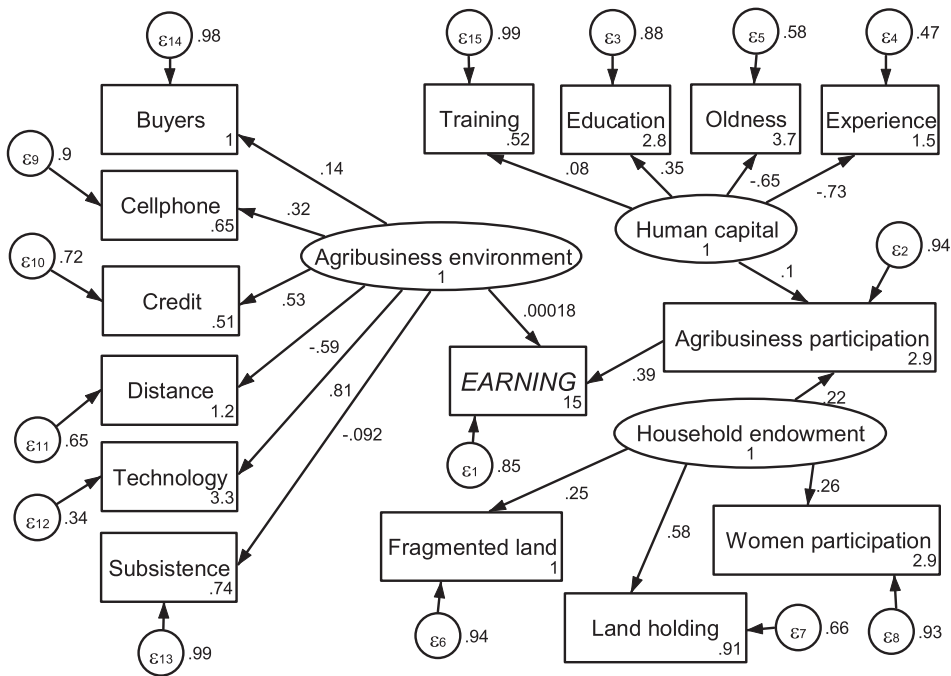 ε14 .98
ε15 .99
ε3 .88
ε5 .58
ε4 .47
Buyers
1
Training
.52
Education
2.8
Oldness
3.7
Experience
1.5
ε9 .9
.14
.08
.35
-.65
-.73
Cellphone
.65
.32
Human capital
1
ε10 .72
Agribusiness environment
1
ε2 .94
Credit
.51
.53
.1
.00018
-.59
Agribusiness participation
2.9
Distance
1.2
.81
EARNING
15
.39
.22
ε11 .65
-.092
Household endowment
1
Technology
3.3
ε1 .85
ε12 .34
.25
.58
.26
Fragmented land
1
Women participation
2.9
Subsistence
.74
Land holding
.91
ε13 .99
ε6 .94
ε7 .66
ε8 .93